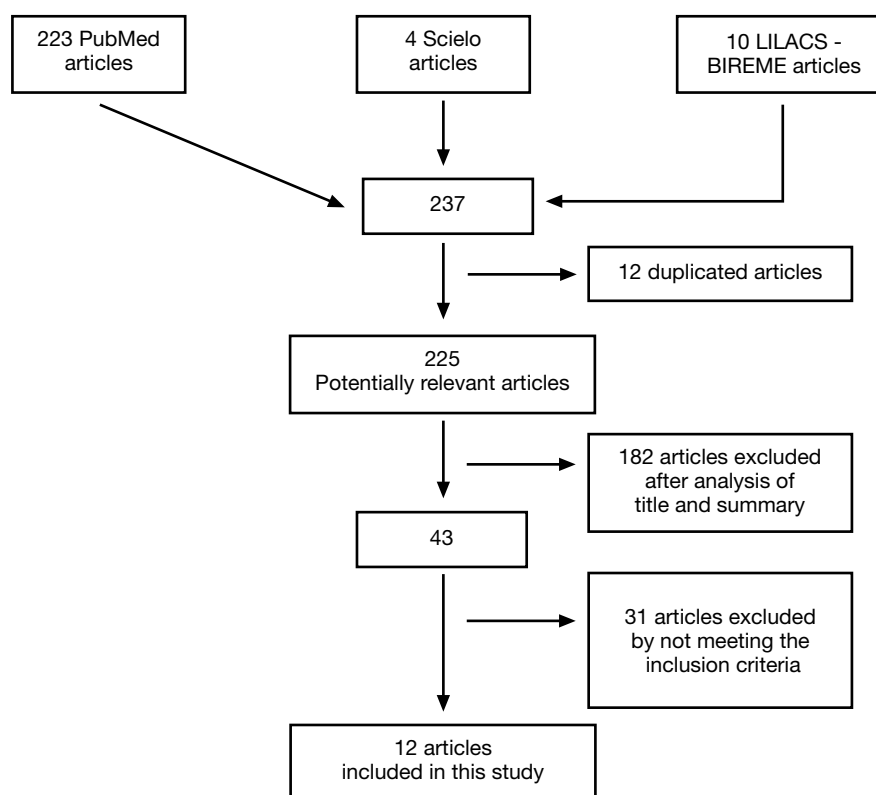 223 PubMed
articles
4 Scielo
articles
10 LILACS -
BIREME articles
237
12 duplicated articles
225
Potentially relevant articles
182 articles excluded
after analysis of
title and summary
43
31 articles excluded
by not meeting the
inclusion criteria
12 articles
included in this study